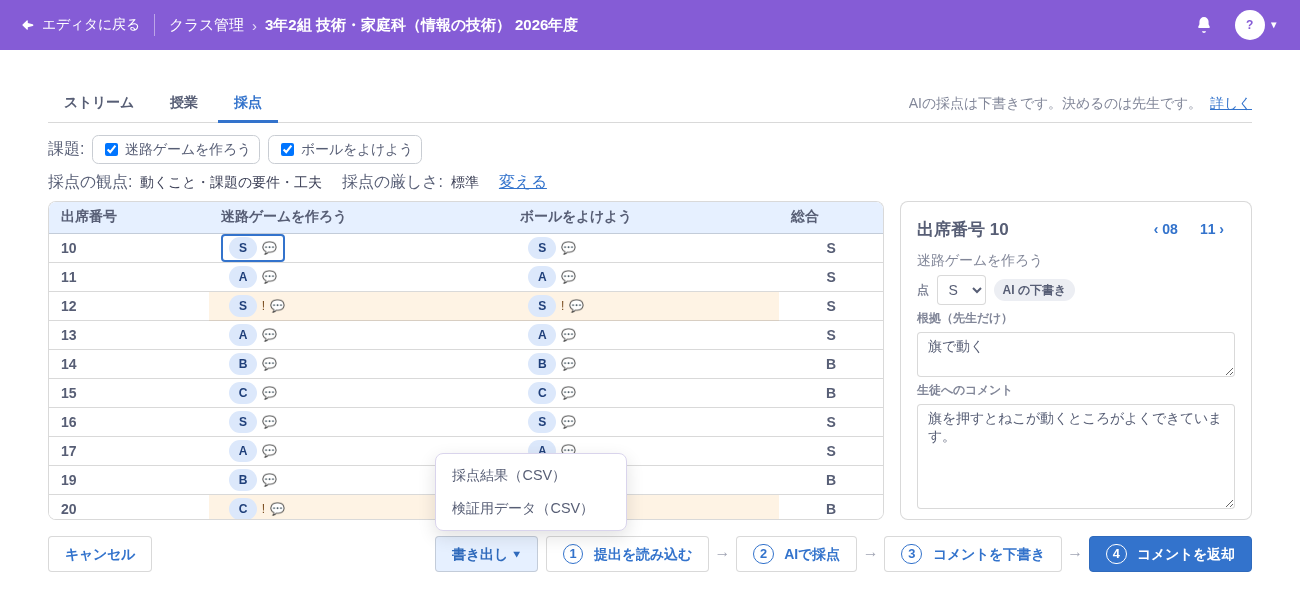 エディタに戻る クラス管理 › 3年2組 技術・家庭科（情報の技術） 2026年度 ? ▾
ストリーム 授業 採点 AIの採点は下書きです。決めるのは先生です。 詳しく
課題: 迷路ゲームを作ろう ボールをよけよう
採点の観点: 動くこと・課題の要件・工夫 採点の厳しさ: 標準 変える
出席番号 迷路ゲームを作ろう ボールをよけよう 総合
10 S S S
11 A A S
12 S ! S ! S
13 A A S
14 B B B
15 C C B
16 S S S
17 A A S
19 B B
20 C ! B
出席番号 10 ‹ 08 11 ›
迷路ゲームを作ろう
点 S AI の下書き
根拠（先生だけ）
旗で動く
生徒へのコメント
旗を押すとねこが動くところがよくできていま
す。
採点結果（CSV）
検証用データ（CSV）
キャンセル 書き出し ▾ 1 提出を読み込む → 2 AIで採点 → 3 コメントを下書き → 4 コメントを返却